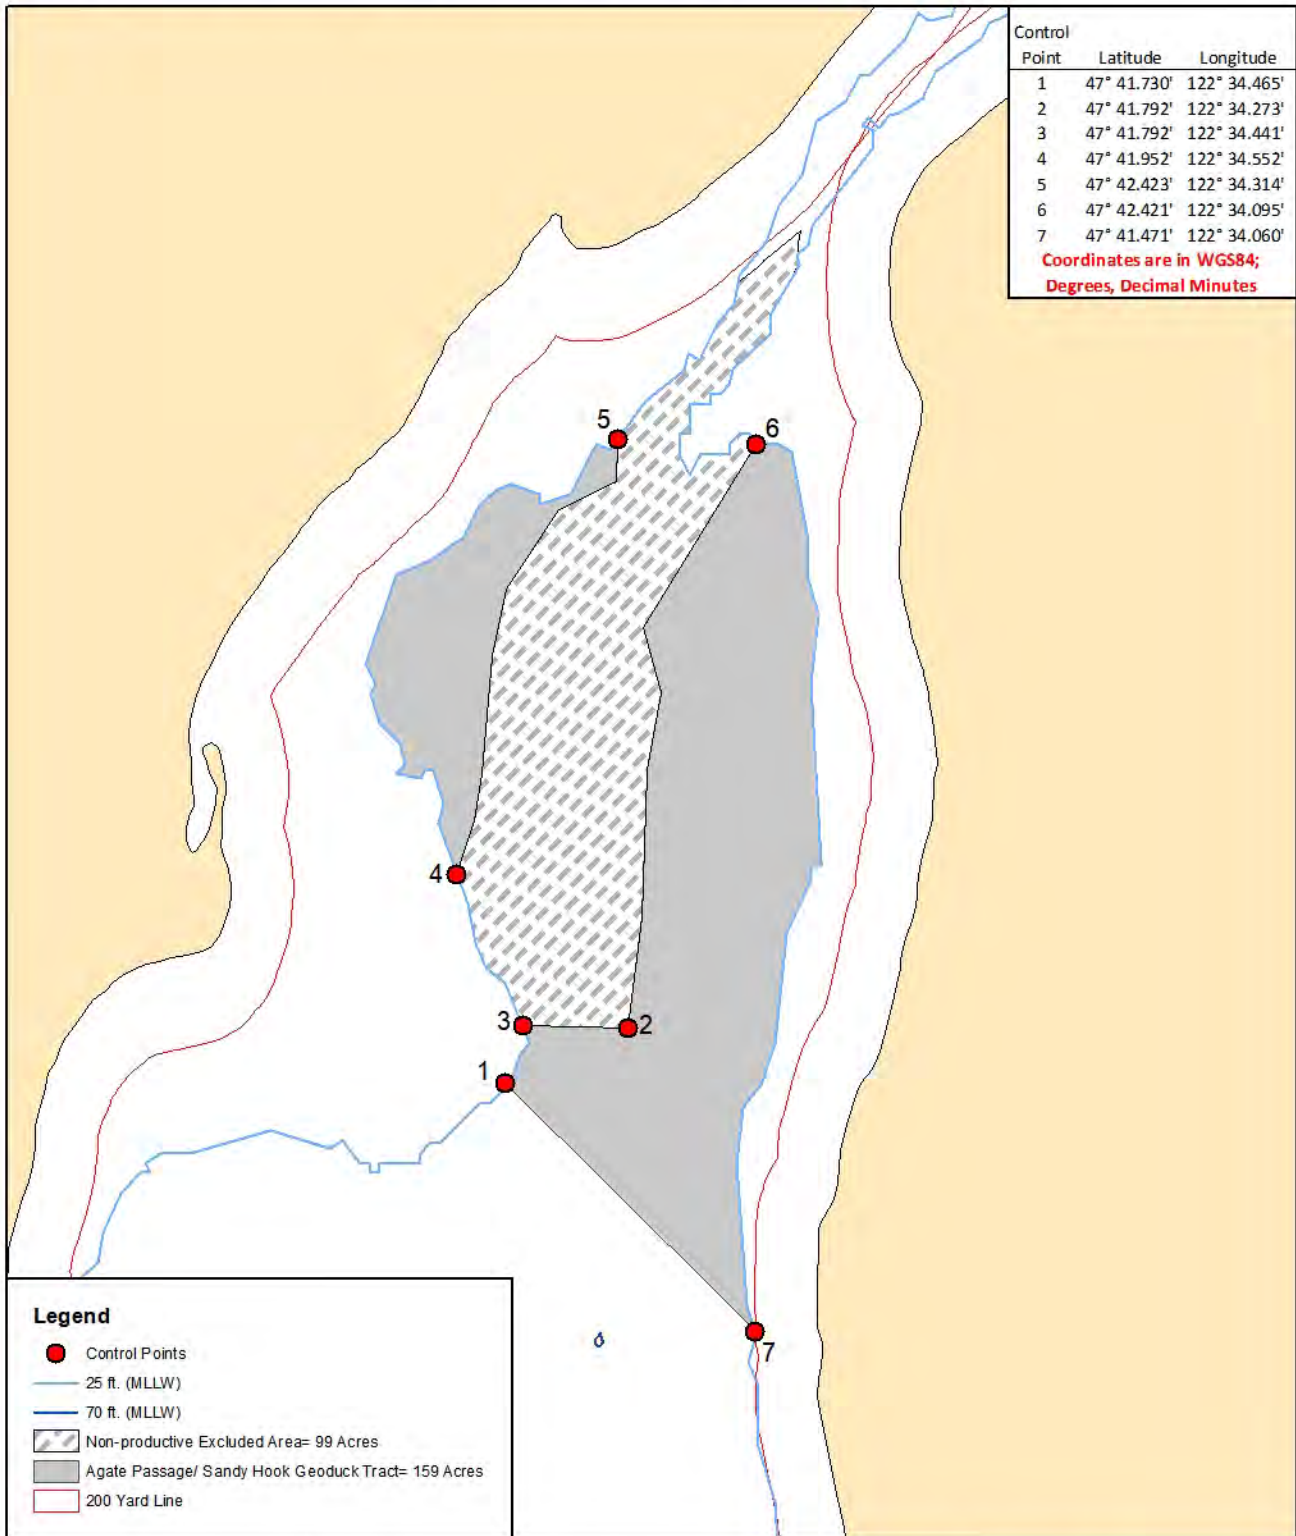 Control
Point Latitude Longitude
1 47° 41.730' 122° 34.465'
2 47° 41.792' 122° 34.273'
3 47° 41.792' 122° 34.441'
4 47° 41.952' 122° 34.552'
5 47° 42.423' 122° 34.314'
6 47° 42.421' 122° 34.095'
7 47° 41.471' 122° 34.060'
Coordinates are in WGS84;
Degrees, Decimal Minutes
5
6
4
3
2
1
7
Legend
Control Points
25 ft. (MLLW)
70 ft. (MLLW)
Non-productive Excluded Area= 99 Acres
Agate Passage/ Sandy Hook Geoduck Tract= 159 Acres
200 Yard Line